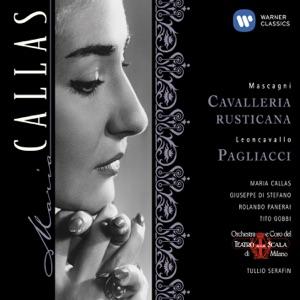 WARNER
CLASSICS
Maria
CALLAS
Mascagni
CAVALLERIA
RUSTICANA
Leoncavallo
PAGLIACCI
MARIA CALLAS
GIUSEPPE DI STEFANO
ROLANDO PANERAI
TITO GOBBI
Orchestra e Coro del
TEATRO ALLA SCALA
di Milano
TULLIO SERAFIN